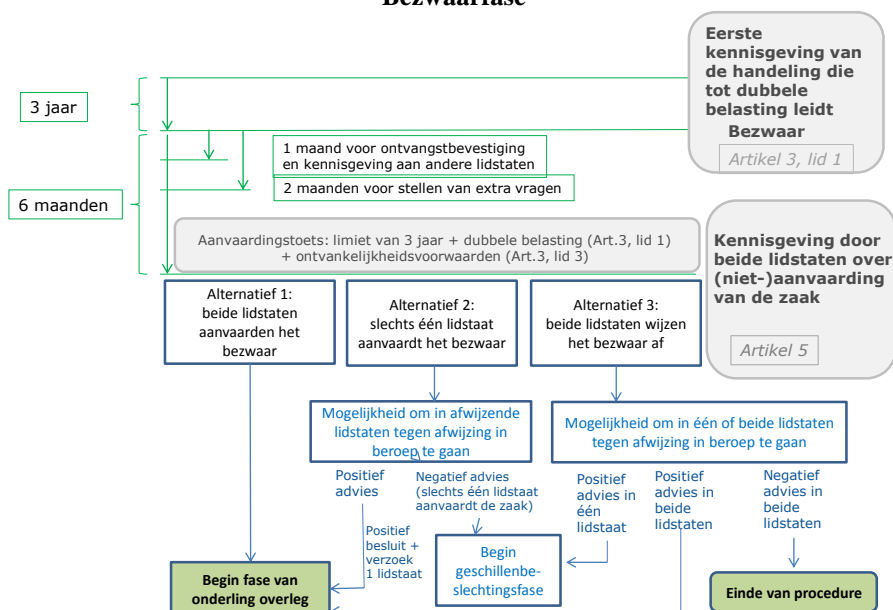 Bezwaarfase
Eerste
kennisgeving van
de handeling die
tot dubbele
belasting leidt
Bezwaar
Artikel 3, lid 1
3 jaar
1 maand voor ontvangstbevestiging
en kennisgeving aan andere lidstaten
2 maanden voor stellen van extra vragen
6 maanden
Aanvaardingstoets: limiet van 3 jaar + dubbele belasting (Art.3, lid 1)
+ ontvankelijkheidsvoorwaarden (Art.3, lid 3)
Kennisgeving door
beide lidstaten over
(niet-)aanvaarding
van de zaak
Artikel 5
Alternatief 1:
beide lidstaten
aanvaarden het
bezwaar
Alternatief 2:
slechts één lidstaat
aanvaardt het bezwaar
Alternatief 3:
beide lidstaten wijzen
het bezwaar af
Mogelijkheid om in afwijzende
lidstaten tegen afwijzing in
beroep te gaan
Mogelijkheid om in één of beide lidstaten
tegen afwijzing in beroep te gaan
Positief
advies
Negatief advies
(slechts één lidstaat
aanvaardt de zaak)
Positief
advies in
één
lidstaat
Positief
advies in
beide
lidstaten
Negatief
advies in
beide
lidstaten
Positief
besluit +
verzoek
1 lidstaat
Begin fase van
onderling overleg
Begin
geschillenbe-
slechtingsfase
Einde van procedure